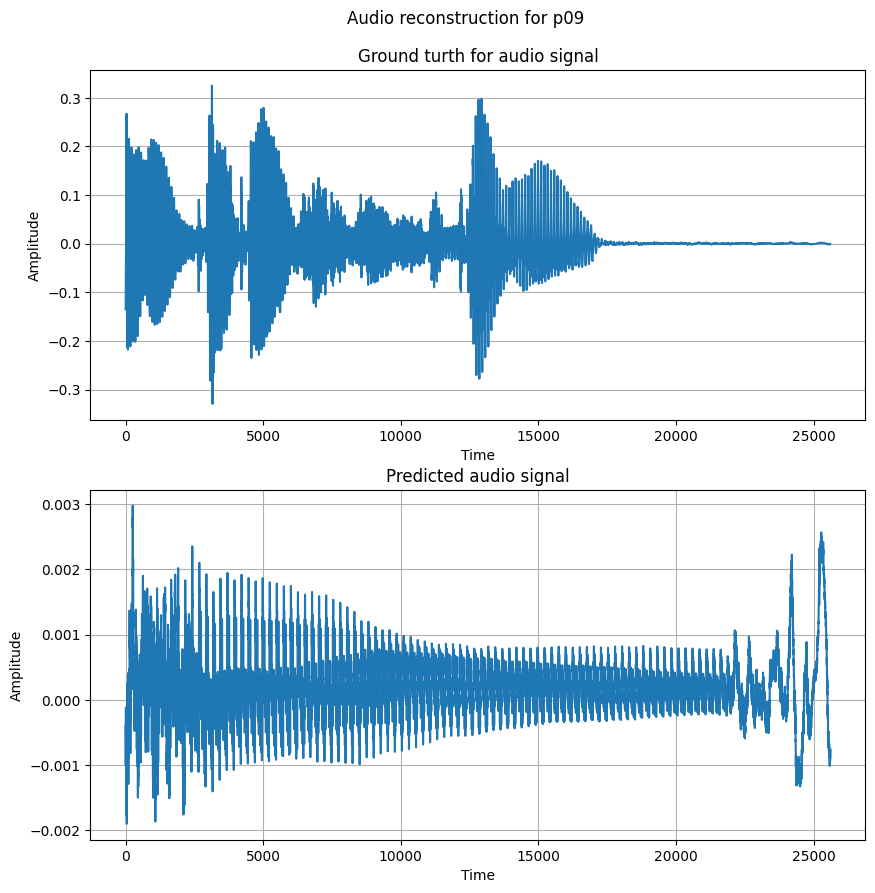 Audio reconstruction for p09
Ground turth for audio signal
0.3
0.2
0.1
0.0
−0.1
−0.2
−0.3
Amplitude
0 5000 10000 15000 20000 25000
Time
Predicted audio signal
0.003
0.002
0.001
0.000
−0.001
−0.002
Amplitude
0 5000 10000 15000 20000 25000
Time